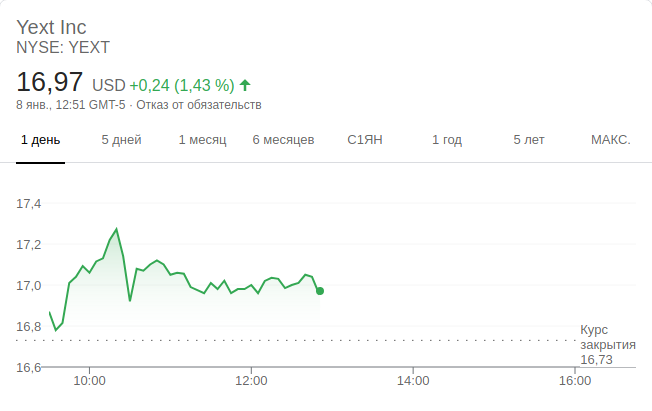 Yext Inc
NYSE: YEXT
16,97 USD +0,24 (1,43 %)
8 янв., 12:51 GMT-5 · Отказ от обязательств
1 день 5 дней 1 месяц 6 месяцев С1ЯН 1 год 5 лет МАКС.
17,4
17,2
17,0
16,8
Курс
закрытия
16,73
16,6
10:00 12:00 14:00 16:00